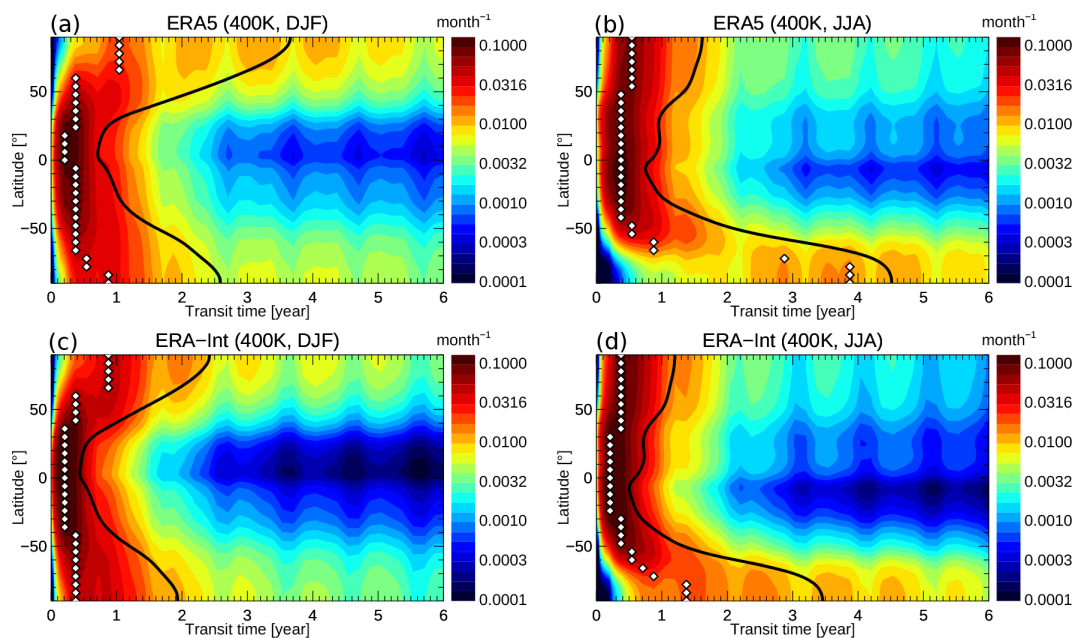 (a) ERA5 (400K, DJF) month⁻¹
50
0
−50
Latitude [°]
0 1 2 3 4 5 6
Transit time [year]
0.1000
0.0316
0.0100
0.0032
0.0010
0.0003
0.0001
(b) ERA5 (400K, JJA) month⁻¹
50
0
−50
Latitude [°]
0 1 2 3 4 5 6
Transit time [year]
0.1000
0.0316
0.0100
0.0032
0.0010
0.0003
0.0001
(c) ERA−Int (400K, DJF) month⁻¹
50
0
−50
Latitude [°]
0 1 2 3 4 5 6
Transit time [year]
0.1000
0.0316
0.0100
0.0032
0.0010
0.0003
0.0001
(d) ERA−Int (400K, JJA) month⁻¹
50
0
−50
Latitude [°]
0 1 2 3 4 5 6
Transit time [year]
0.1000
0.0316
0.0100
0.0032
0.0010
0.0003
0.0001